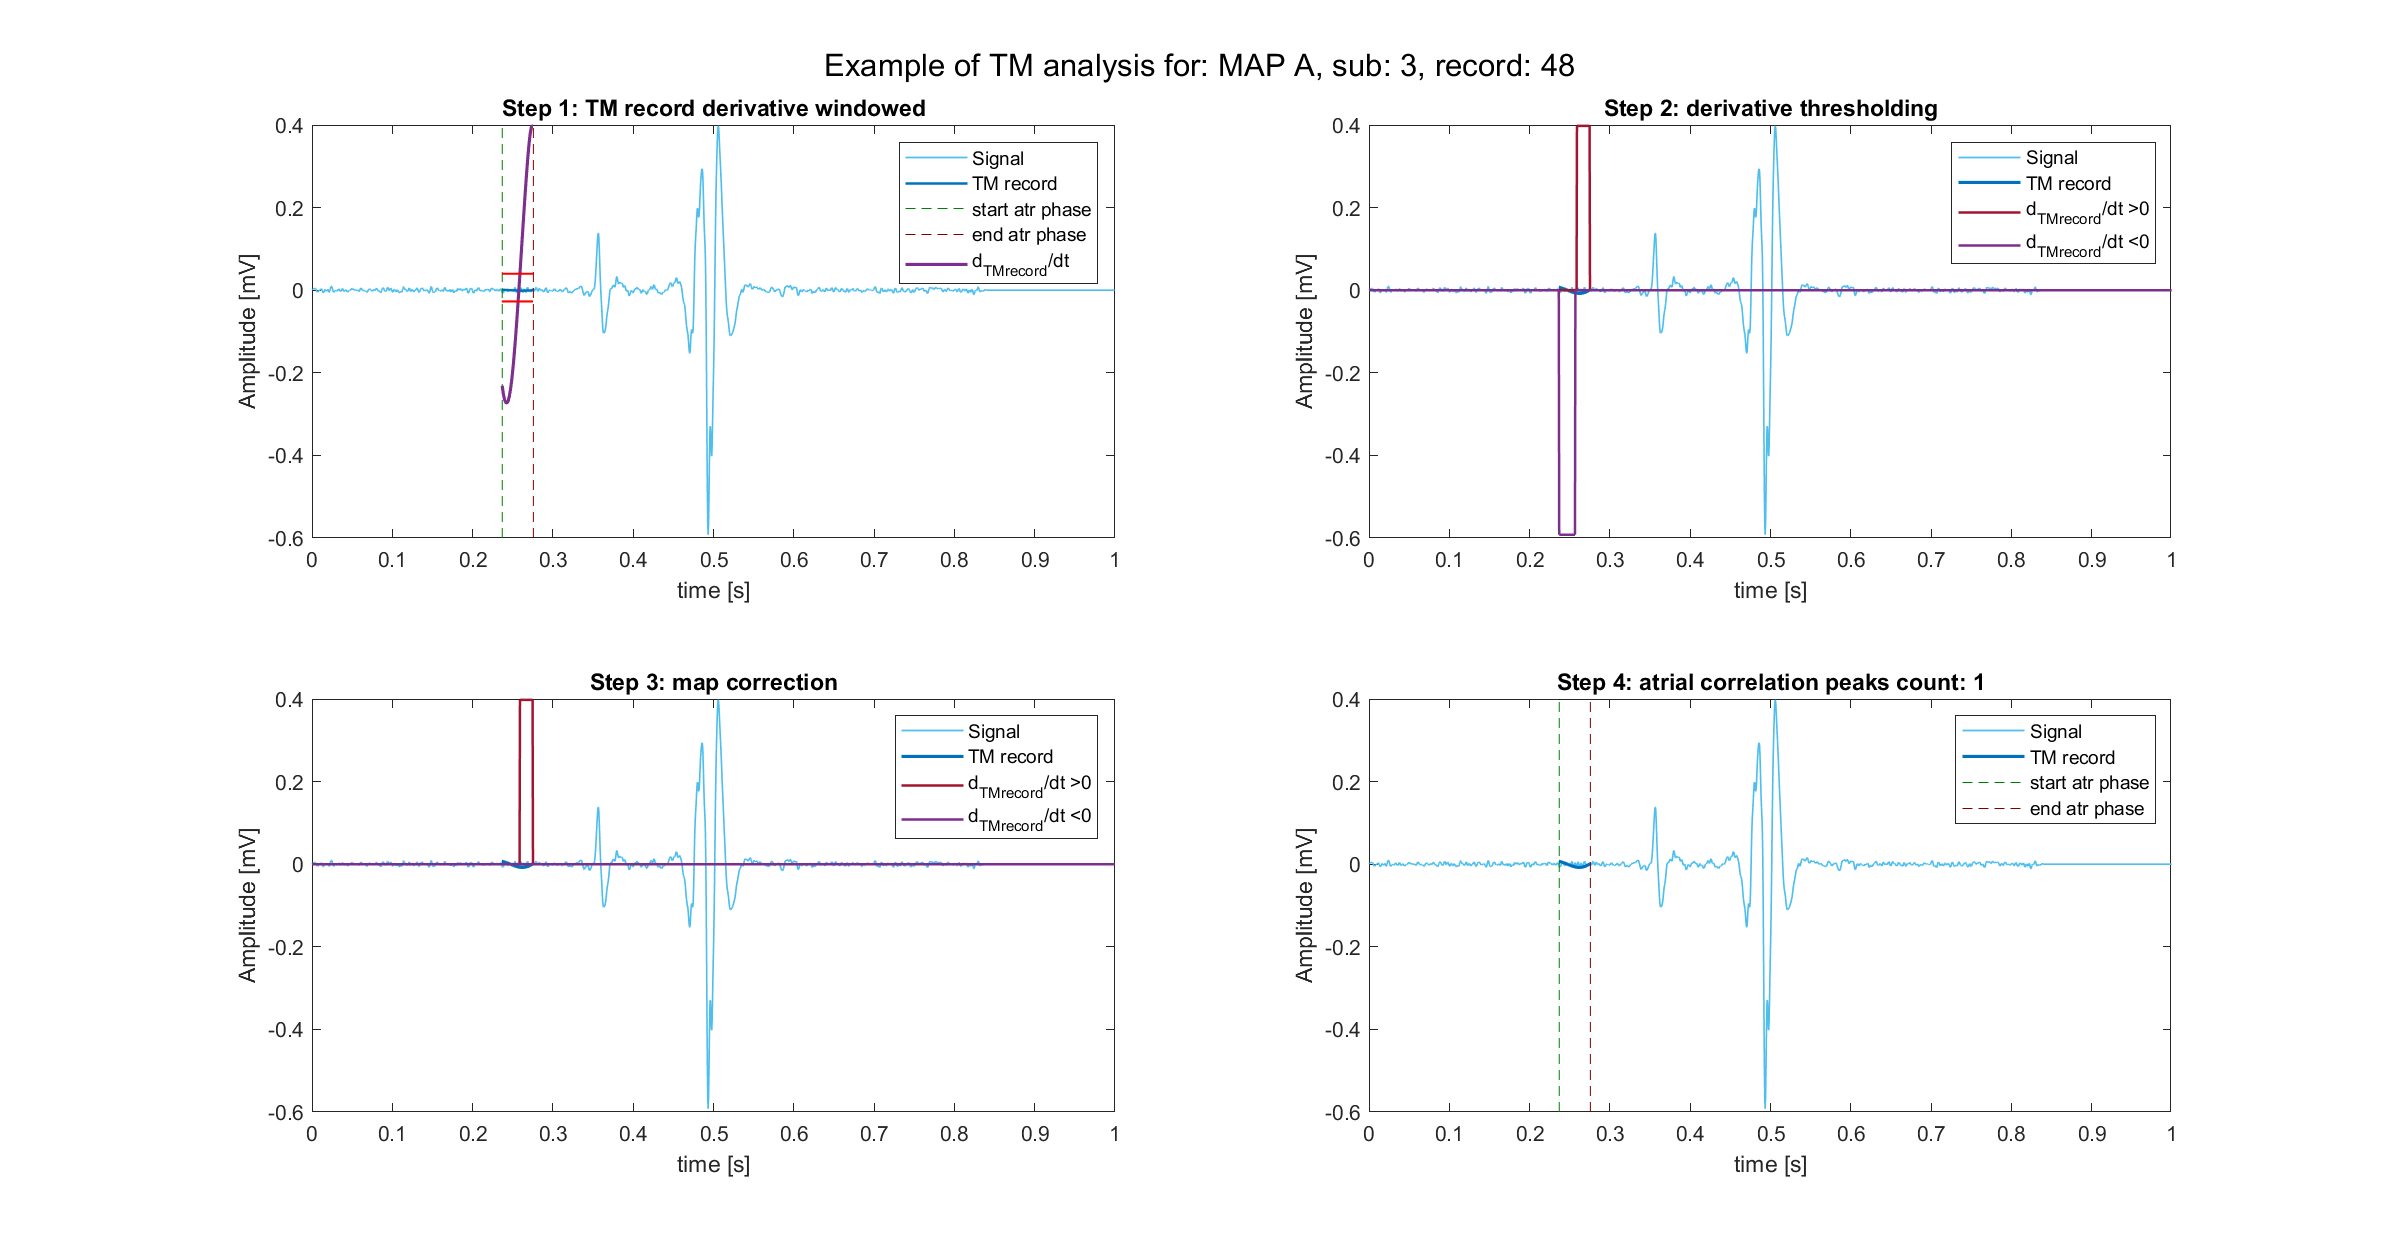 Example of TM analysis for: MAP A, sub: 3, record: 48
Step 1: TM record derivative windowed
0.4
0.2
0
-0.2
-0.4
-0.6
Amplitude [mV]
0 0.1 0.2 0.3 0.4 0.5 0.6 0.7 0.8 0.9 1
time [s]
Signal
TM record
start atr phase
end atr phase
dTMrecord/dt
Step 2: derivative thresholding
0.4
0.2
0
-0.2
-0.4
-0.6
Amplitude [mV]
0 0.1 0.2 0.3 0.4 0.5 0.6 0.7 0.8 0.9 1
time [s]
Signal
TM record
dTMrecord/dt >0
dTMrecord/dt <0
Step 3: map correction
0.4
0.2
0
-0.2
-0.4
-0.6
Amplitude [mV]
0 0.1 0.2 0.3 0.4 0.5 0.6 0.7 0.8 0.9 1
time [s]
Signal
TM record
dTMrecord/dt >0
dTMrecord/dt <0
Step 4: atrial correlation peaks count: 1
0.4
0.2
0
-0.2
-0.4
-0.6
Amplitude [mV]
0 0.1 0.2 0.3 0.4 0.5 0.6 0.7 0.8 0.9 1
time [s]
Signal
TM record
start atr phase
end atr phase